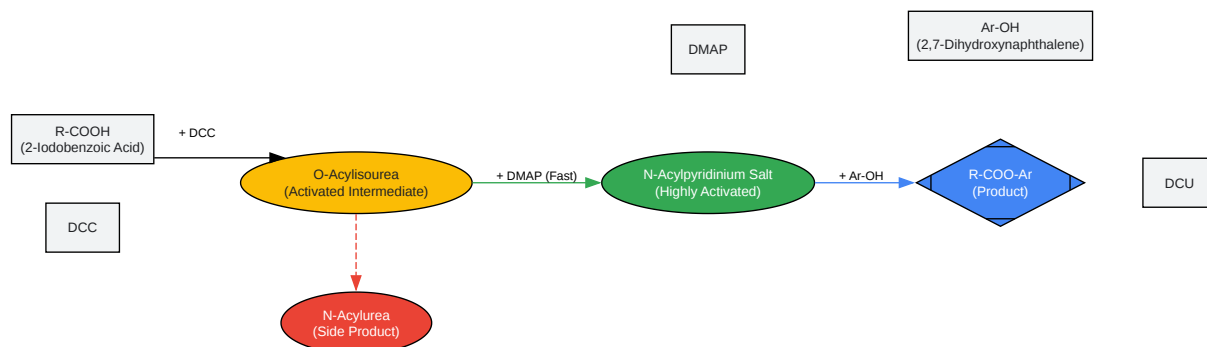 Ar-OH
(2,7-Dihydroxynaphthalene)
DMAP
R-COOH
(2-Iodobenzoic Acid)
+ DCC
O-Acylisourea
(Activated Intermediate)
+ DMAP (Fast)
N-Acylpyridinium Salt
(Highly Activated)
+ Ar-OH
R-COO-Ar
(Product)
DCU
DCC
N-Acylurea
(Side Product)